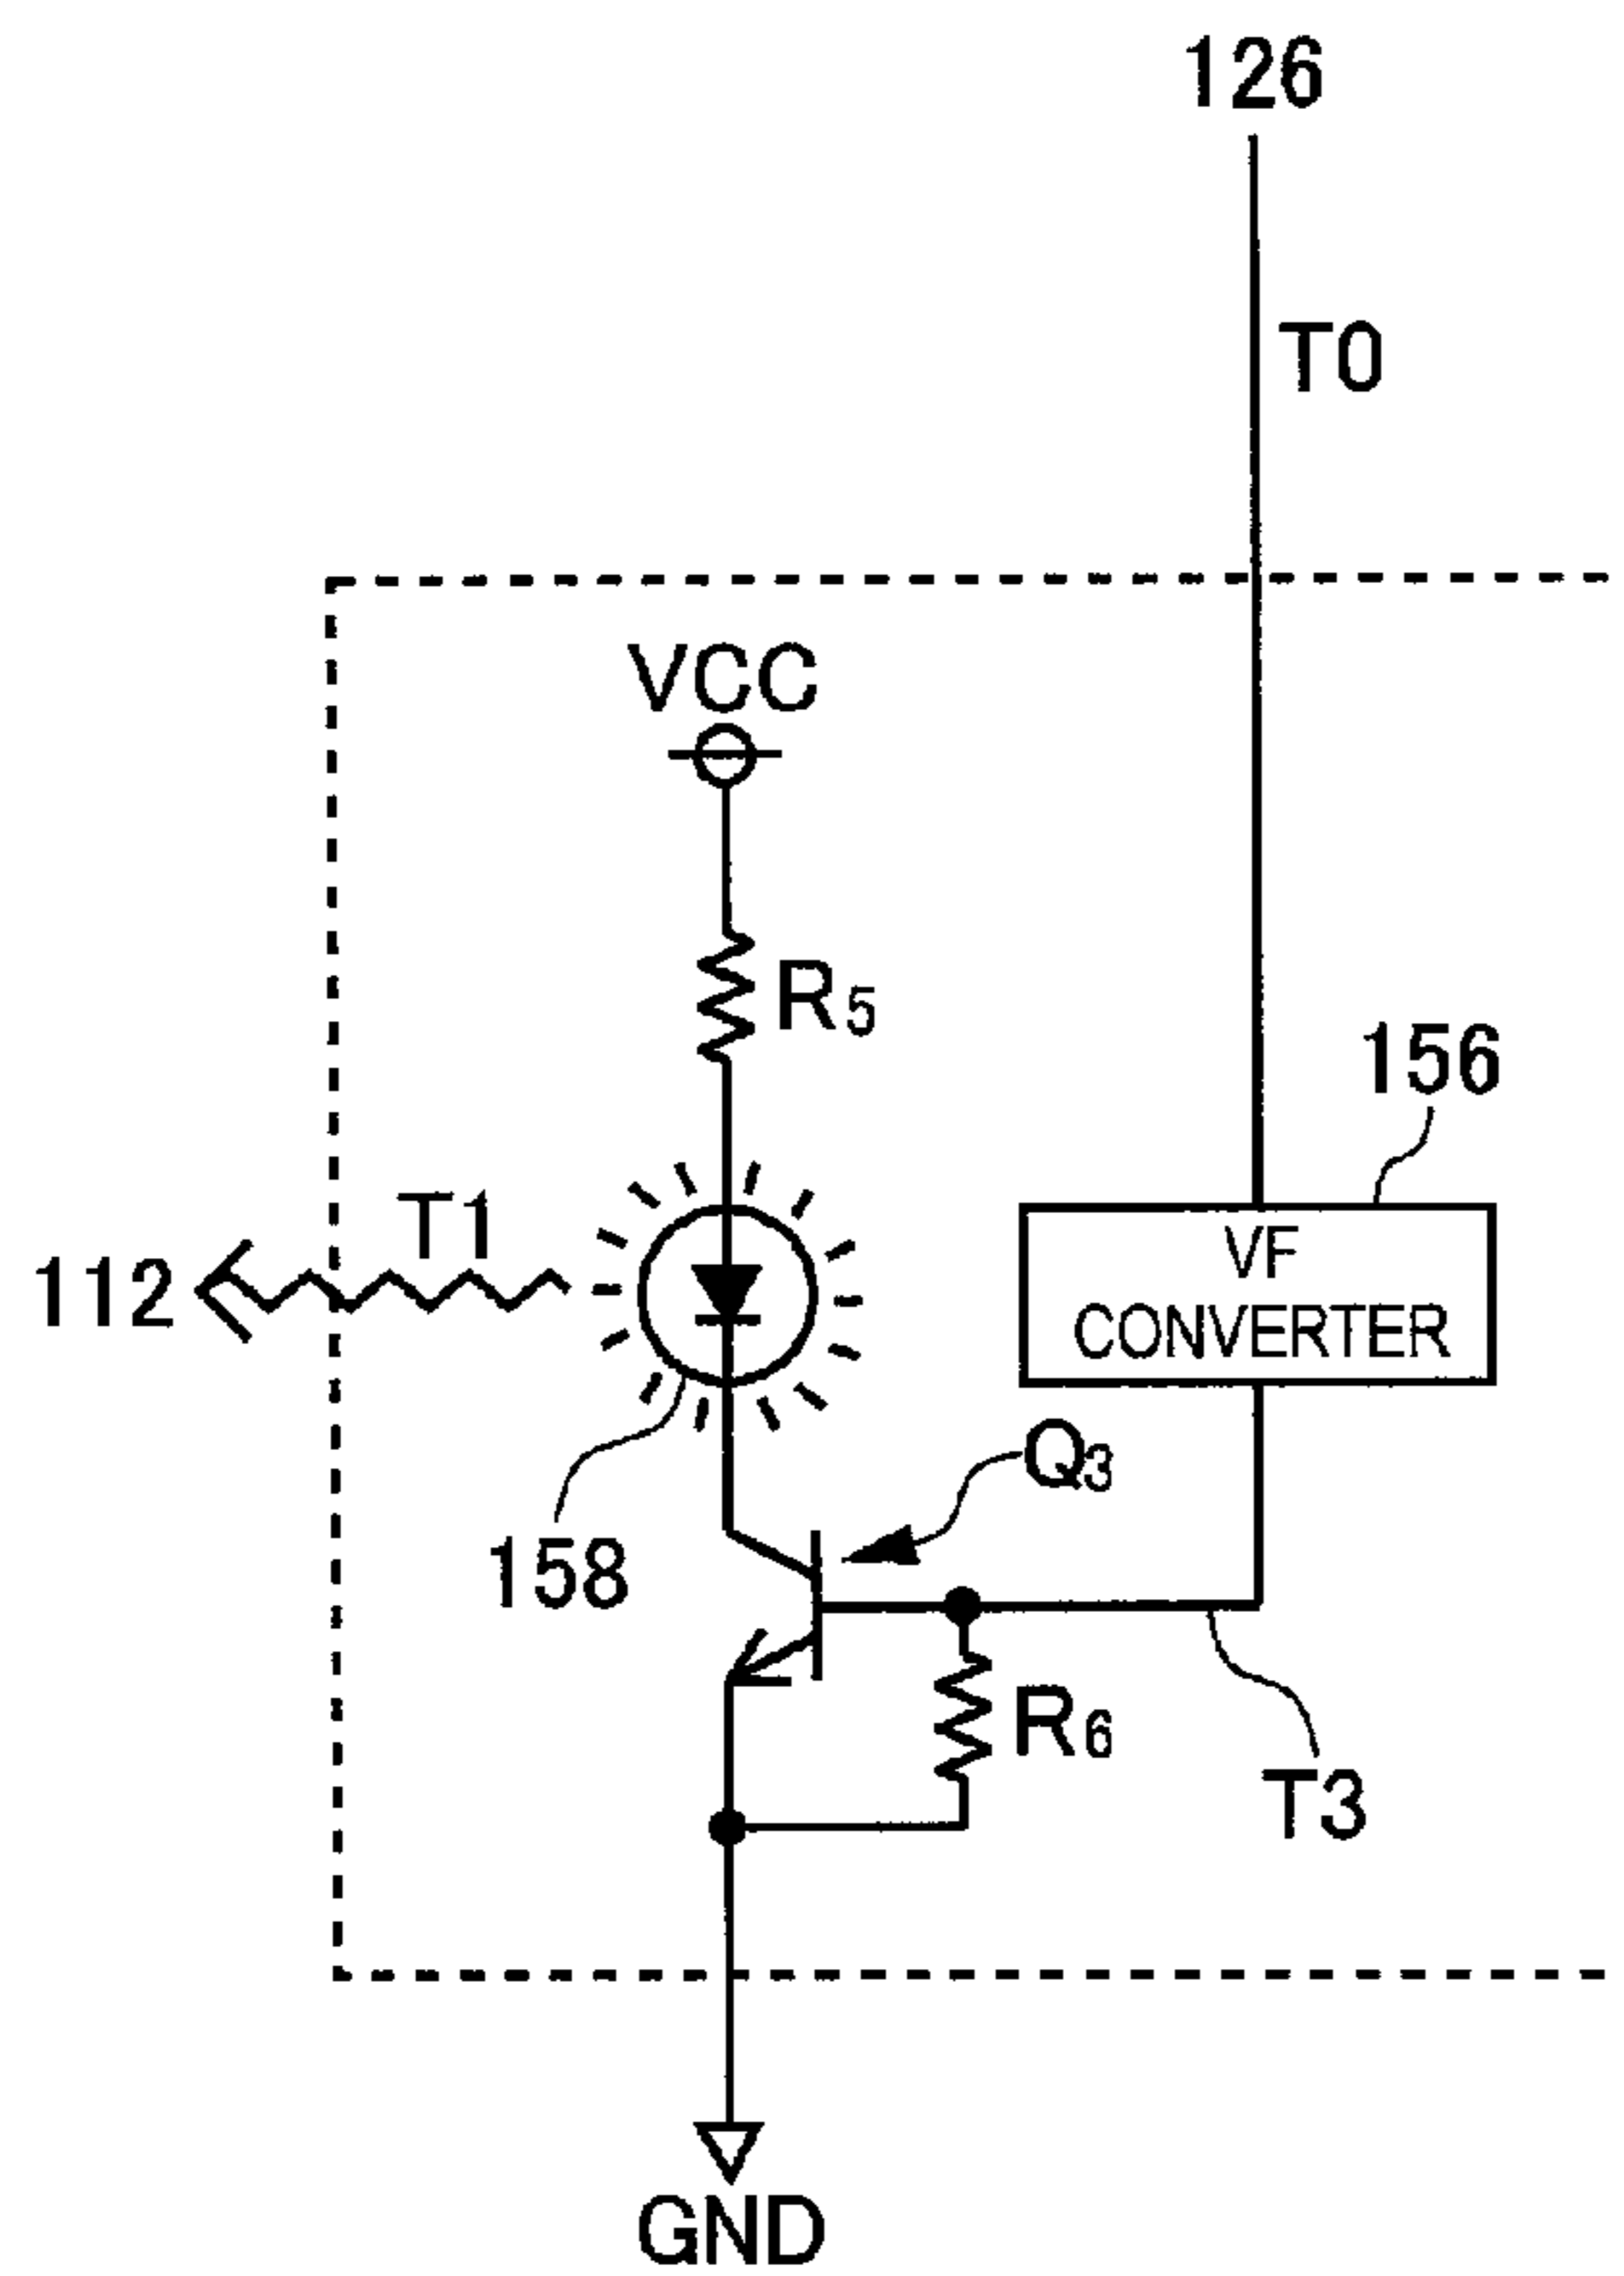 126
T0
VCC
R5
156
T1
112
VF
CONVERTER
Q3
158
R6
T3
GND